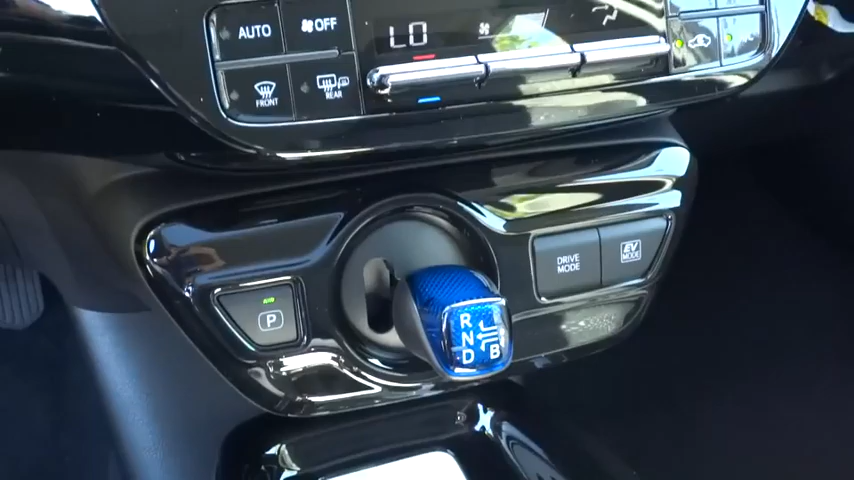 AUTO
OFF
LO
FRONT
REAR
A/C
DRIVE
MODE
EV
MODE
P
R
N
D B